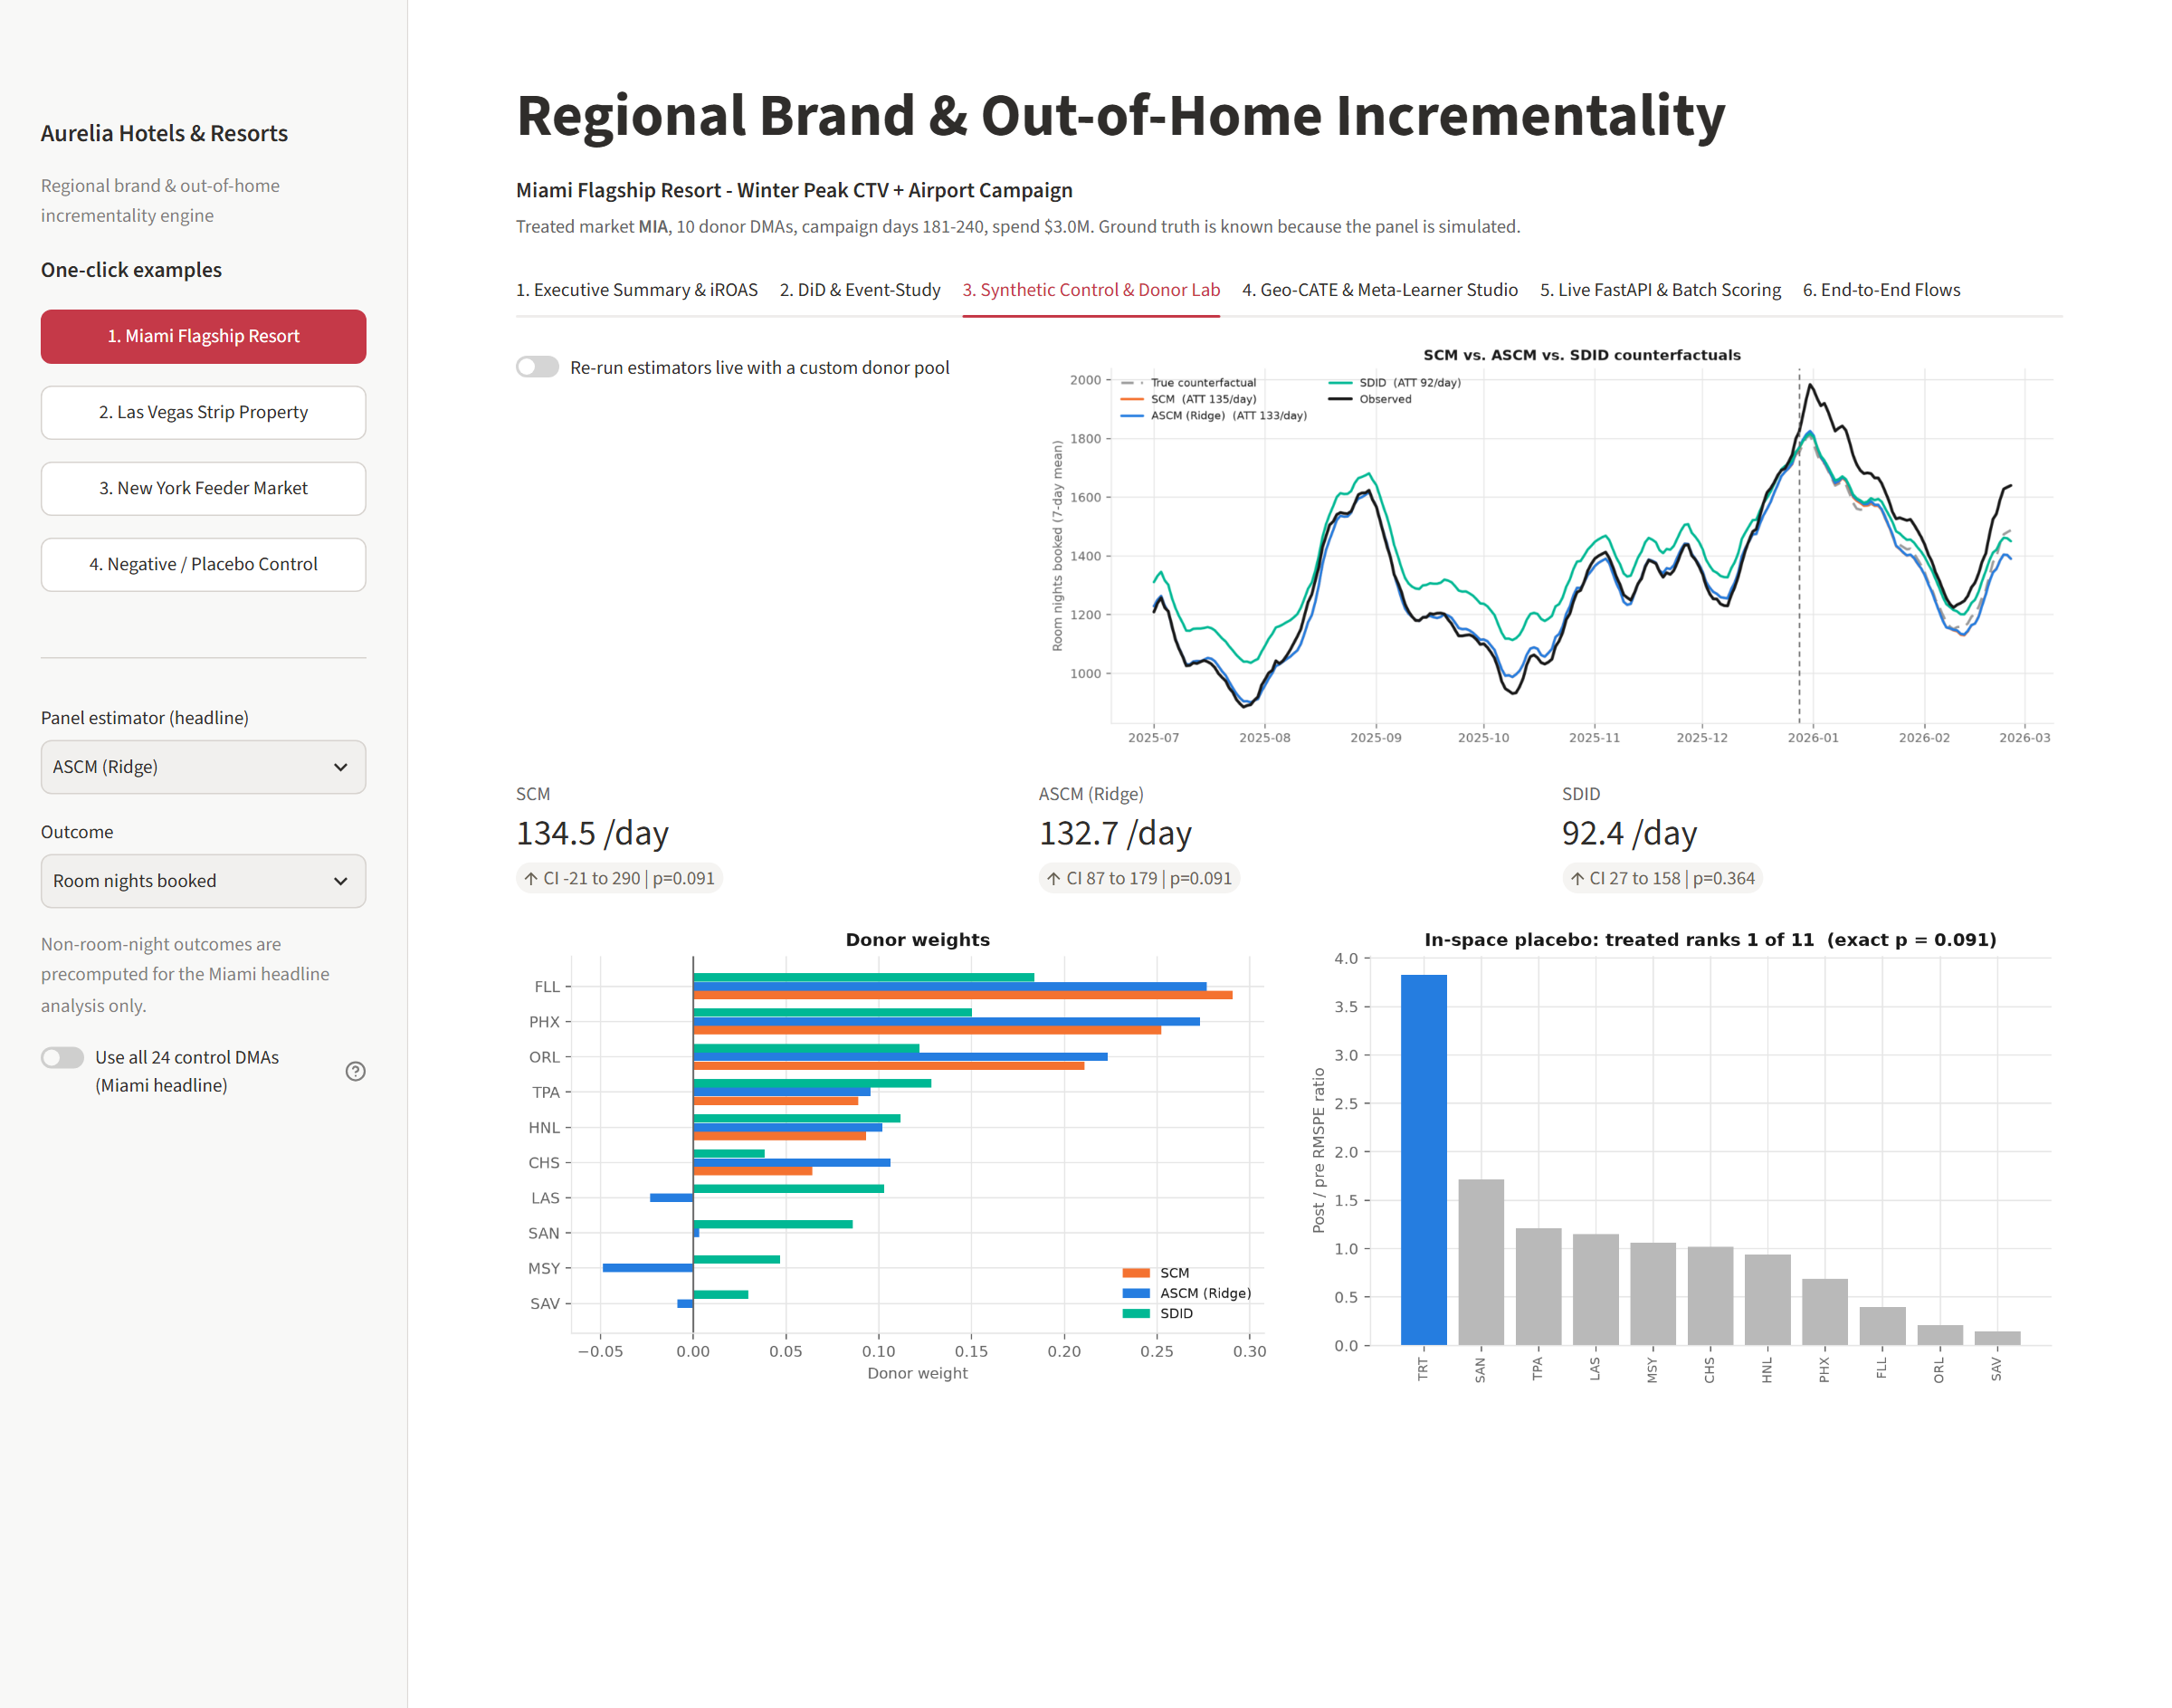 Aurelia Hotels & Resorts
Regional brand & out-of-home
incrementality engine
One-click examples
1. Miami Flagship Resort
2. Las Vegas Strip Property
3. New York Feeder Market
4. Negative / Placebo Control
Panel estimator (headline)
ASCM (Ridge)
Outcome
Room nights booked
Non-room-night outcomes are
precomputed for the Miami headline
analysis only.
Use all 24 control DMAs
(Miami headline)
Regional Brand & Out-of-Home Incrementality
Miami Flagship Resort - Winter Peak CTV + Airport Campaign
Treated market MIA, 10 donor DMAs, campaign days 181-240, spend $3.0M. Ground truth is known because the panel is simulated.
1. Executive Summary & iROAS 2. DiD & Event-Study 3. Synthetic Control & Donor Lab 4. Geo-CATE & Meta-Learner Studio 5. Live FastAPI & Batch Scoring 6. End-to-End Flows
Re-run estimators live with a custom donor pool
SCM vs. ASCM vs. SDID counterfactuals
True counterfactual
SCM (ATT 135/day)
ASCM (Ridge) (ATT 133/day)
SDID (ATT 92/day)
Observed
Room nights booked (7-day mean)
2000
1800
1600
1400
1200
1000
2025-07 2025-08 2025-09 2025-10 2025-11 2025-12 2026-01 2026-02 2026-03
SCM
134.5 /day
↑ CI -21 to 290 | p=0.091
ASCM (Ridge)
132.7 /day
↑ CI 87 to 179 | p=0.091
SDID
92.4 /day
↑ CI 27 to 158 | p=0.364
Donor weights
FLL
PHX
ORL
TPA
HNL
CHS
LAS
SAN
MSY
SAV
SCM
ASCM (Ridge)
SDID
−0.05 0.00 0.05 0.10 0.15 0.20 0.25 0.30
Donor weight
In-space placebo: treated ranks 1 of 11 (exact p = 0.091)
Post / pre RMSPE ratio
4.0
3.5
3.0
2.5
2.0
1.5
1.0
0.5
0.0
TRT SAN TPA LAS MSY CHS HNL PHX FLL ORL SAV